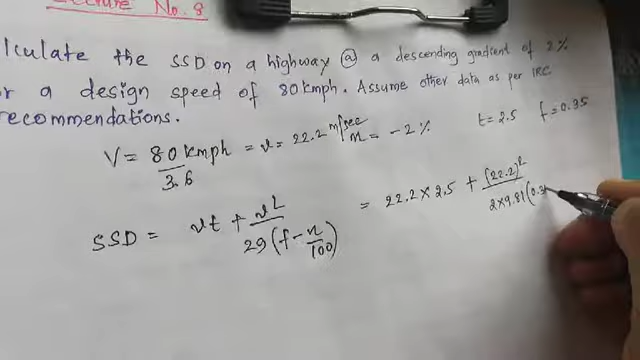 Lecture No. 8
lculate the SSD on a highway @ a descending gradient of 2%
or a design speed of 80 kmph. Assume other data as per IRC
recommendations.
V = 80 kmph / 3.6 = v = 22.2 m/sec n = -2% t = 2.5 f = 0.35
SSD = vt + v² / 2g(f - n/100) = 22.2 × 2.5 + (22.2)² / 2×9.81(0.3